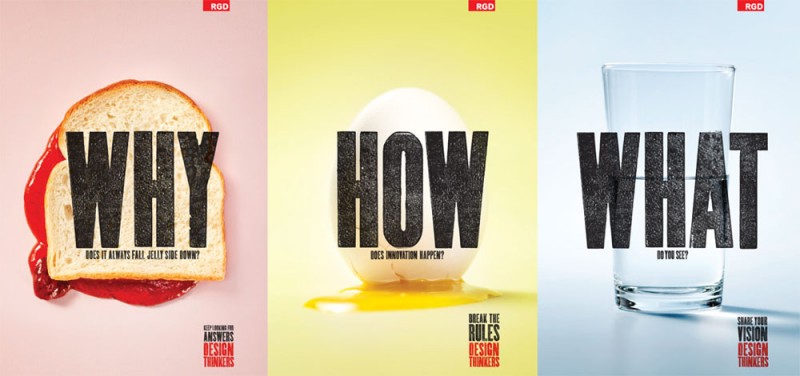 RGD
WHY
DOES IT ALWAYS FALL JELLY SIDE DOWN?
KEEP LOOKING FOR
ANSWERS
DESIGN
THINKERS
RGD
HOW
DOES INNOVATION HAPPEN?
BREAK THE
RULES
DESIGN
THINKERS
RGD
WHAT
DO YOU SEE?
SHARE YOUR
VISION
DESIGN
THINKERS